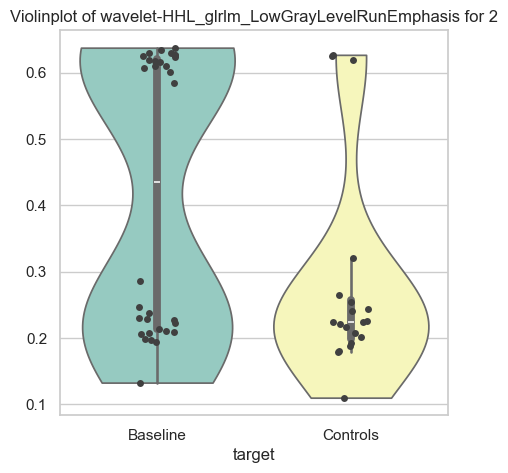 Violinplot of wavelet-HHL_glrlm_LowGrayLevelRunEmphasis for 2
0.6
0.5
0.4
0.3
0.2
0.1
Baseline
Controls
target